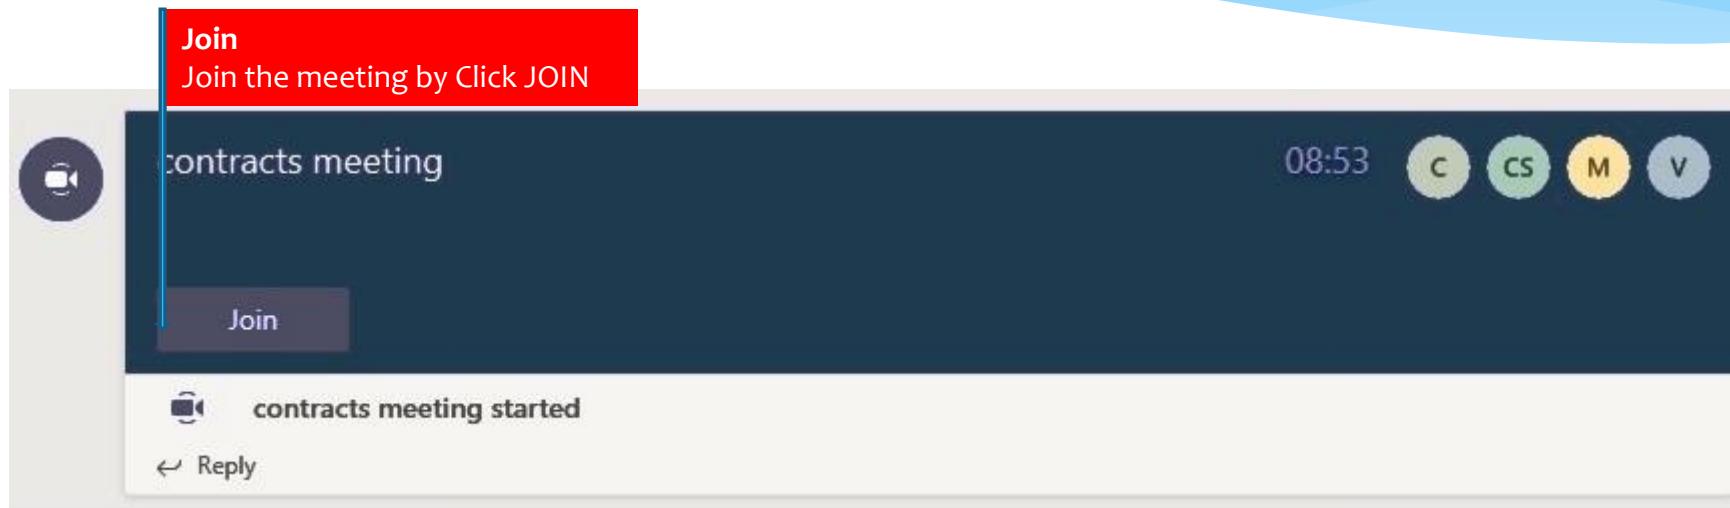 Join
Join the meeting by Click JOIN
contracts meeting
08:53
C CS M V
Join
contracts meeting started
Reply